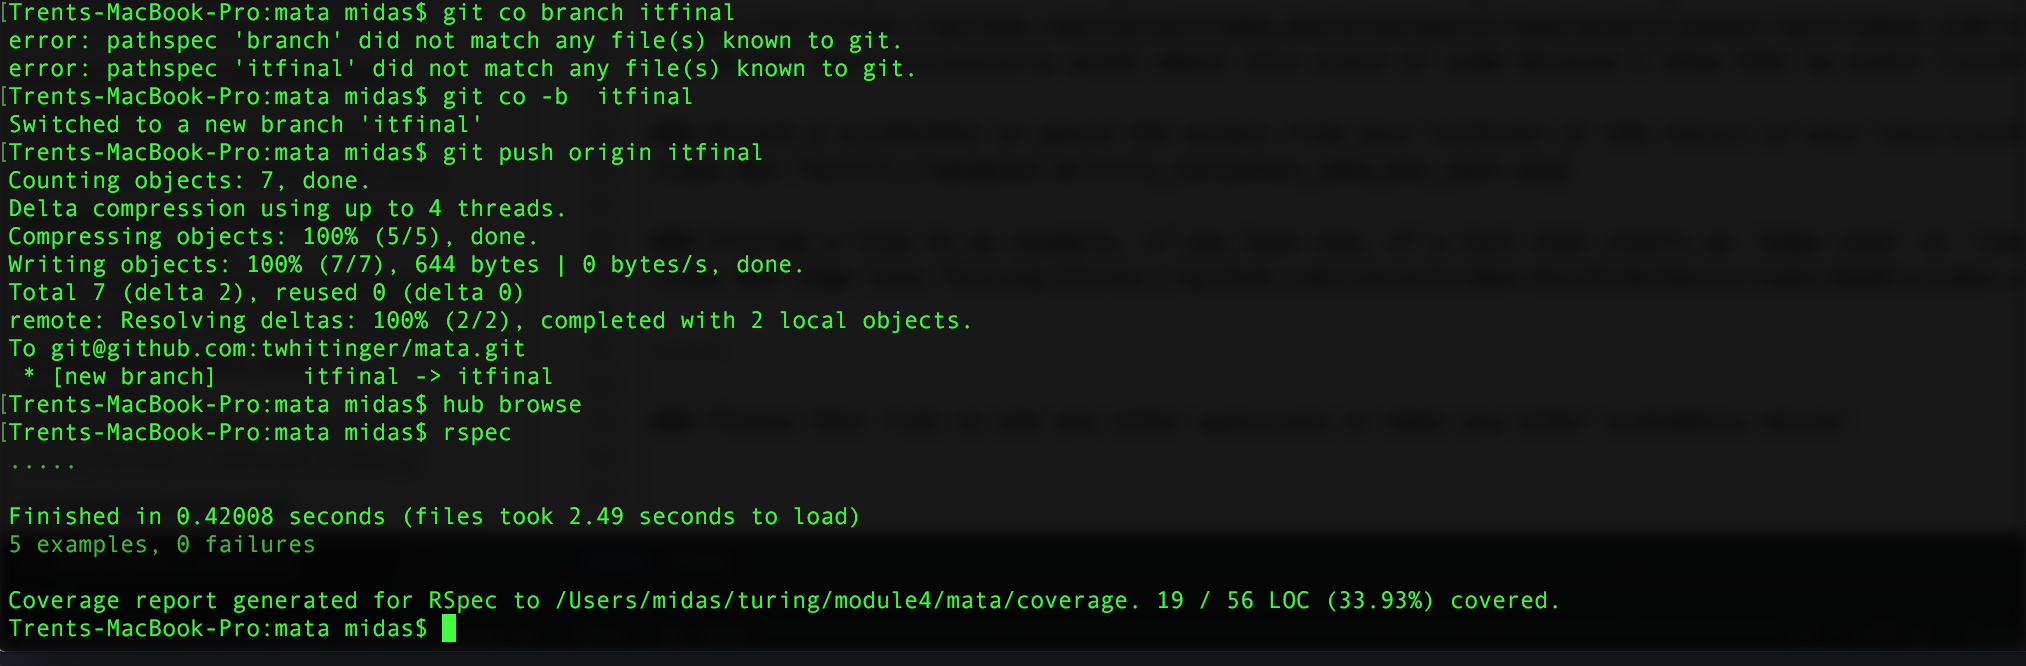 [Trents-MacBook-Pro:mata midas$ git co branch itfinal
error: pathspec 'branch' did not match any file(s) known to git.
error: pathspec 'itfinal' did not match any file(s) known to git.
[Trents-MacBook-Pro:mata midas$ git co -b  itfinal
Switched to a new branch 'itfinal'
[Trents-MacBook-Pro:mata midas$ git push origin itfinal
Counting objects: 7, done.
Delta compression using up to 4 threads.
Compressing objects: 100% (5/5), done.
Writing objects: 100% (7/7), 644 bytes | 0 bytes/s, done.
Total 7 (delta 2), reused 0 (delta 0)
remote: Resolving deltas: 100% (2/2), completed with 2 local objects.
To git@github.com:twhitinger/mata.git
 * [new branch]      itfinal -> itfinal
[Trents-MacBook-Pro:mata midas$ hub browse
[Trents-MacBook-Pro:mata midas$ rspec
.....
Finished in 0.42008 seconds (files took 2.49 seconds to load)
5 examples, 0 failures
Coverage report generated for RSpec to /Users/midas/turing/module4/mata/coverage. 19 / 56 LOC (33.93%) covered.
Trents-MacBook-Pro:mata midas$